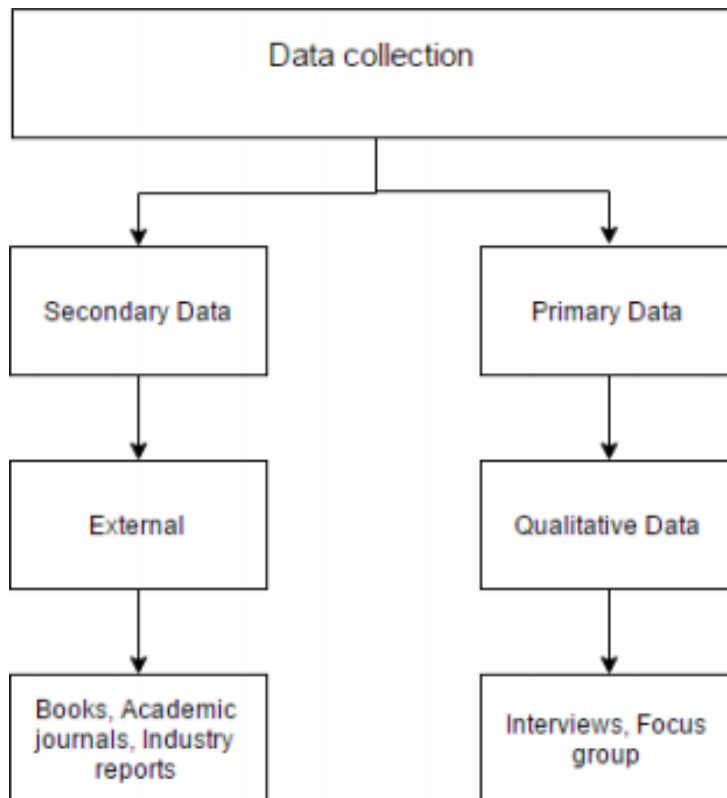 Data collection
Secondary Data
Primary Data
External
Qualitative Data
Books, Academic
journals, Industry
reports
Interviews, Focus
group